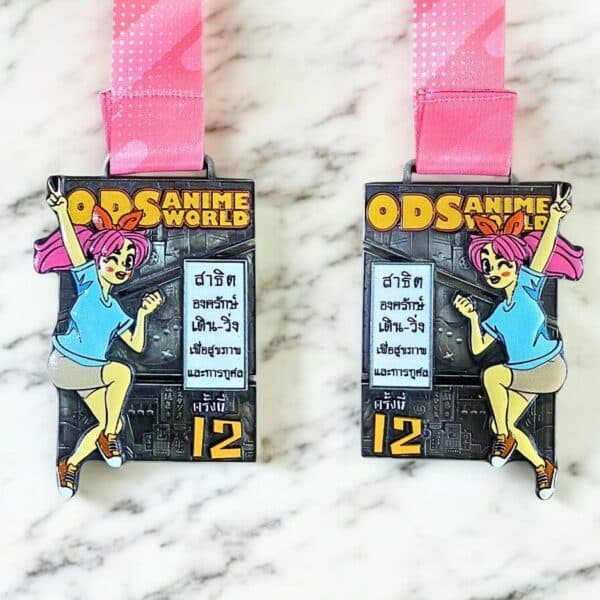 ODS ANIME
WORLD
สาธิต
องครักษ์
เดิน-วิ่ง
เพื่อสุขภาพ
และการกุศล
ครั้งที่
12
ODS ANIME
WORLD
สาธิต
องครักษ์
เดิน-วิ่ง
เพื่อสุขภาพ
และการกุศล
ครั้งที่
12